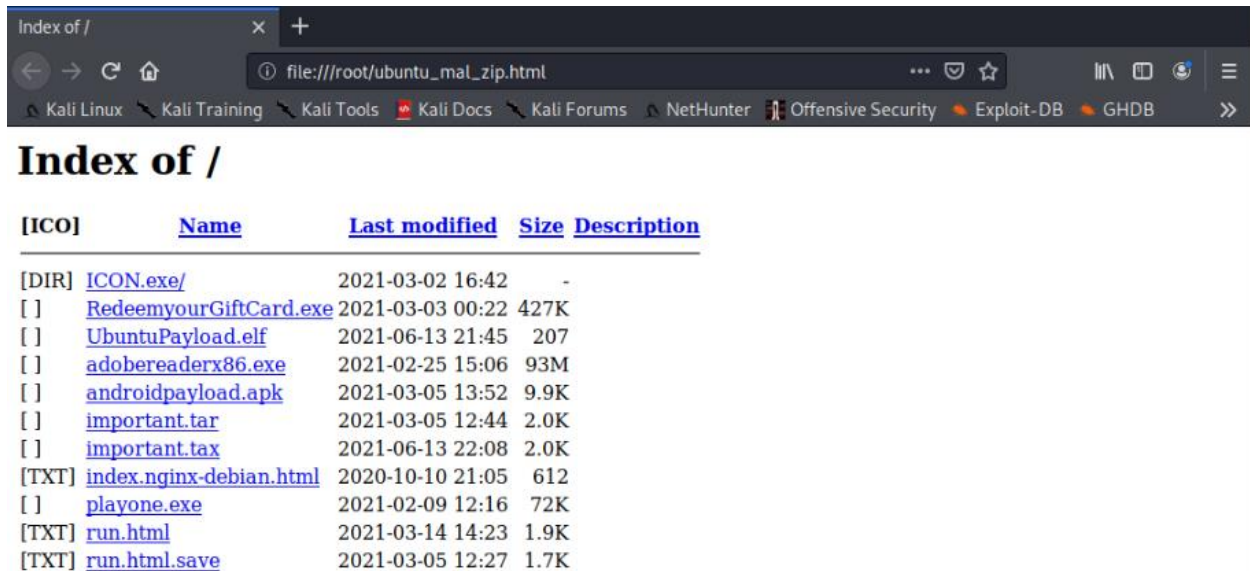 Index of /
file:///root/ubuntu_mal_zip.html
Kali Linux Kali Training Kali Tools Kali Docs Kali Forums NetHunter Offensive Security Exploit-DB GHDB
Index of /
[ICO] Name Last modified Size Description
[DIR] ICON.exe/ 2021-03-02 16:42 -
[ ] RedeemyourGiftCard.exe 2021-03-03 00:22 427K
[ ] UbuntuPayload.elf 2021-06-13 21:45 207
[ ] adobereaderx86.exe 2021-02-25 15:06 93M
[ ] androidpayload.apk 2021-03-05 13:52 9.9K
[ ] important.tar 2021-03-05 12:44 2.0K
[ ] important.tax 2021-06-13 22:08 2.0K
[TXT] index.nginx-debian.html 2020-10-10 21:05 612
[ ] playone.exe 2021-02-09 12:16 72K
[TXT] run.html 2021-03-14 14:23 1.9K
[TXT] run.html.save 2021-03-05 12:27 1.7K